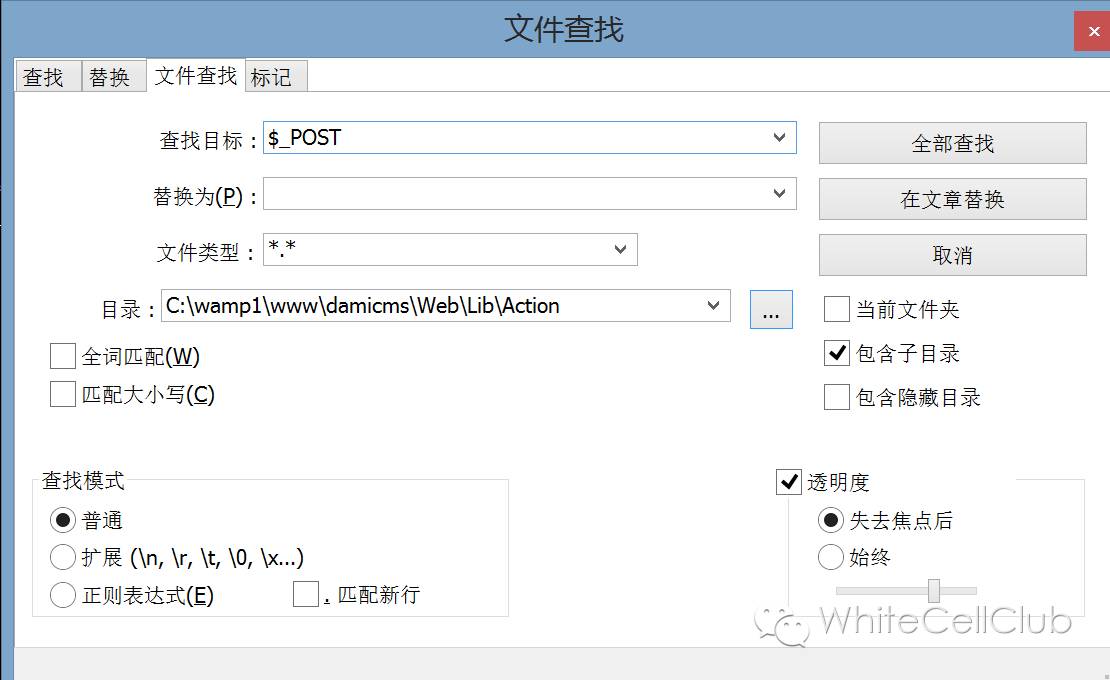 文件查找
查找 替换 文件查找 标记
查找目标： $_POST 全部查找
替换为(P)： 在文章替换
文件类型： *.* 取消
目录： C:\wamp1\www\damicms\Web\Lib\Action ... 当前文件夹
全词匹配(W) 包含子目录
匹配大小写(C) 包含隐藏目录
查找模式 透明度
普通 失去焦点后
扩展 (\n, \r, \t, \0, \x...) 始终
正则表达式(E) . 匹配新行
WhiteCellClub